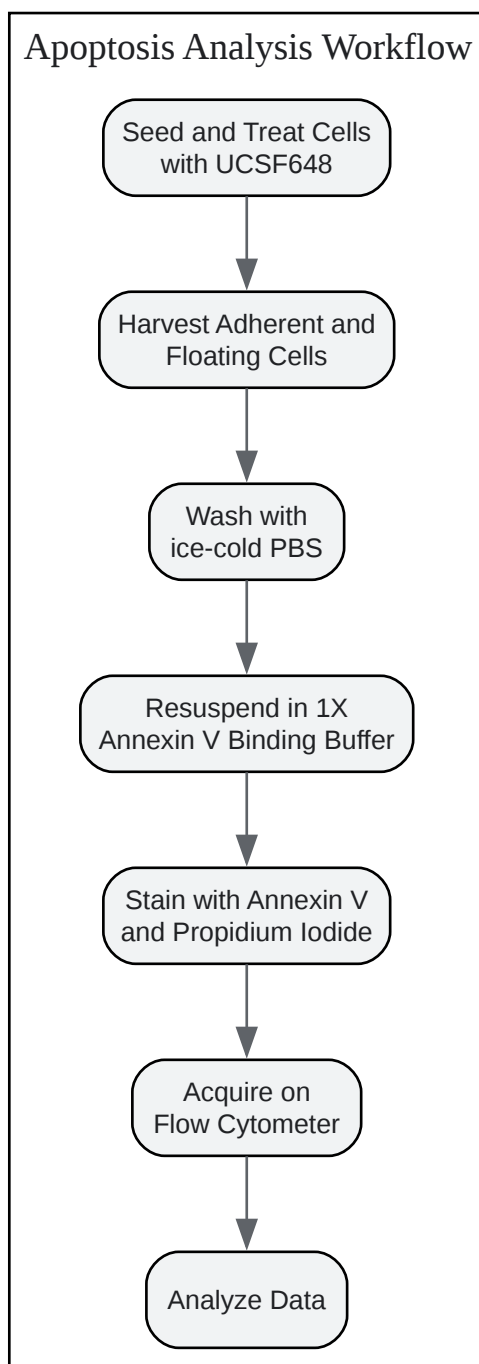 Apoptosis Analysis Workflow
Seed and Treat Cells
with UCSF648
Harvest Adherent and
Floating Cells
Wash with
ice-cold PBS
Resuspend in 1X
Annexin V Binding Buffer
Stain with Annexin V
and Propidium Iodide
Acquire on
Flow Cytometer
Analyze Data